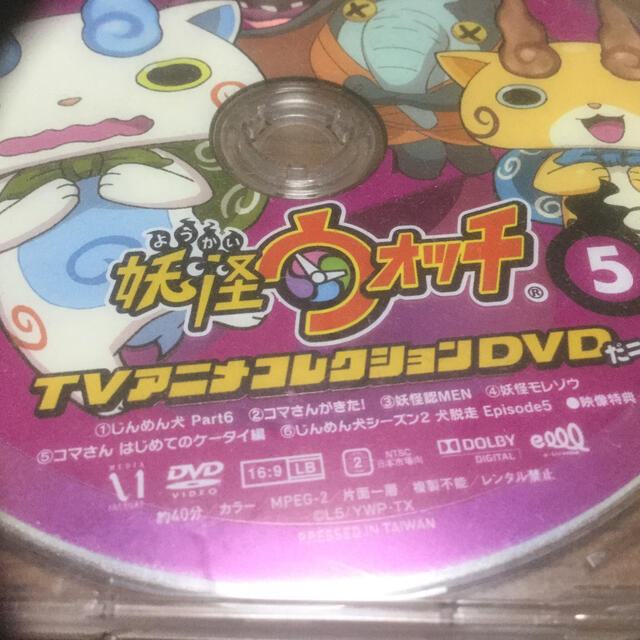 ようかい
妖怪ウォッチ® 5
TVアニメコレクションDVD だニ
①じんめん犬 Part6 ②コマさんがきた! ③妖怪認MEN ④妖怪モレゾウ
⑤コマさん はじめてのケータイ編 ⑥じんめん犬シーズン2 犬脱走 Episode5 ●映像特典
MEDIA FACTORY DVD VIDEO 16:9 LB 2 NTSC 日本市場向 DOLBY DIGITAL
約40分 カラー MPEG-2 片面一層 複製不能/レンタル禁止
©L5/YWP・TX
PRESSED IN TAIWAN